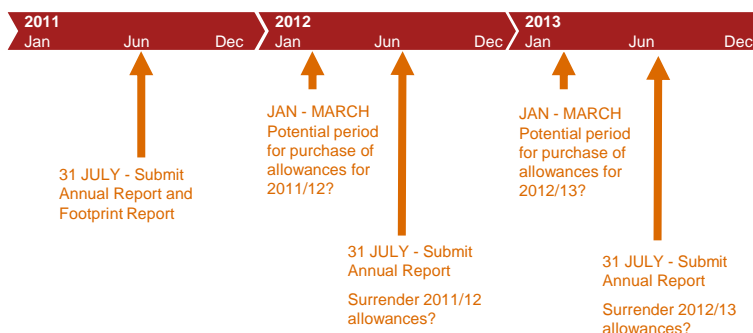 2011
Jan Jun Dec
2012
Jan Jun Dec
2013
Jan Jun Dec
31 JULY - Submit
Annual Report and
Footprint Report
JAN - MARCH
Potential period
for purchase of
allowances for
2011/12?
31 JULY - Submit
Annual Report
Surrender 2011/12
allowances?
JAN - MARCH
Potential period
for purchase of
allowances for
2012/13?
31 JULY - Submit
Annual Report
Surrender 2012/13
allowances?